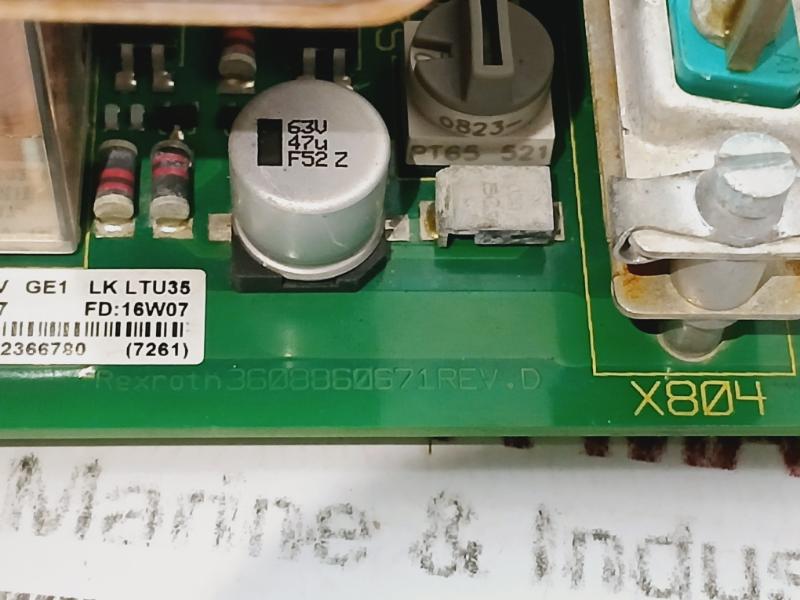 63V
47u
F52 Z
0823-
PT65 521
V GE1 LK LTU35
7 FD:16W07
2366780 (7261)
Rexroth3608860671REV.D
X804
Marine & Indus